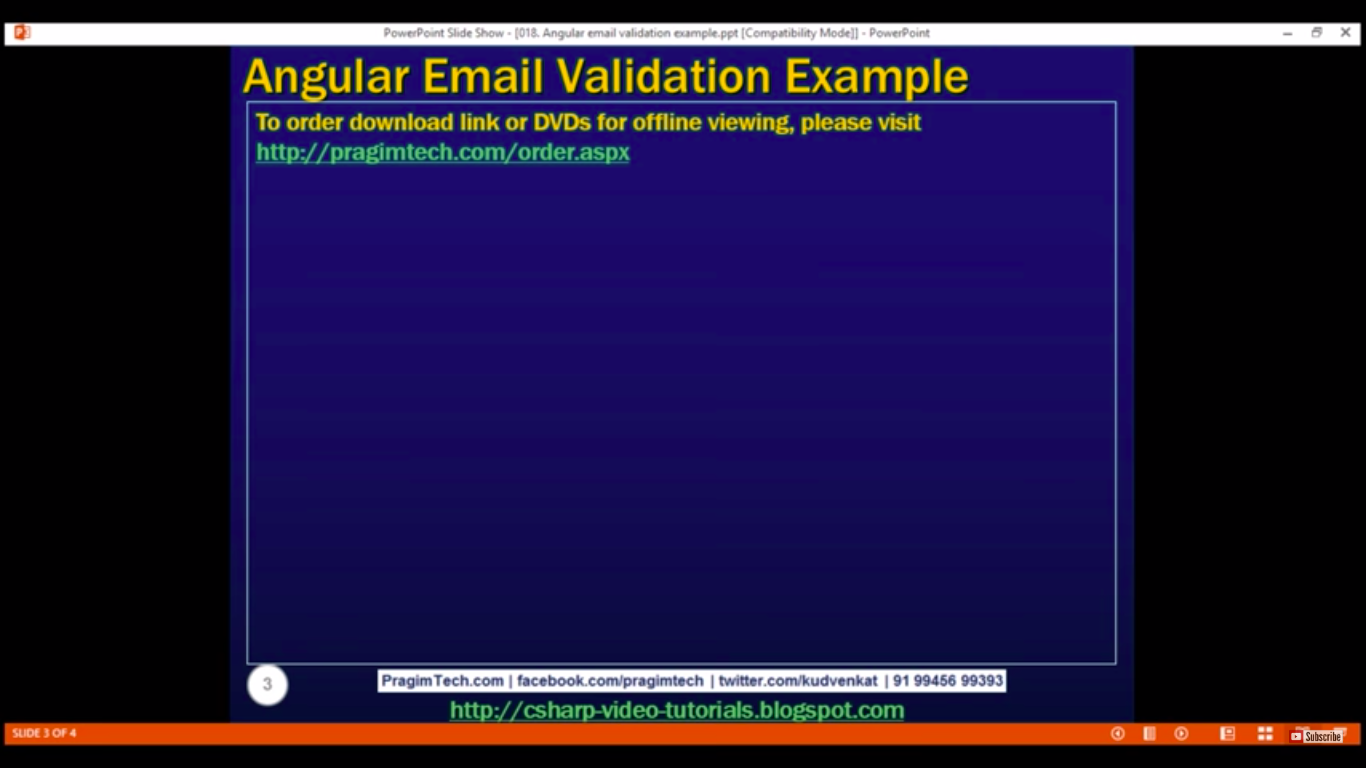 PowerPoint Slide Show - [018. Angular email validation example.ppt [Compatibility Mode]] - PowerPoint
Angular Email Validation Example
To order download link or DVDs for offline viewing, please visit
http://pragimtech.com/order.aspx
3
PragimTech.com | facebook.com/pragimtech | twitter.com/kudvenkat | 91 99456 99393
http://csharp-video-tutorials.blogspot.com
SLIDE 3 OF 4
Subscribe